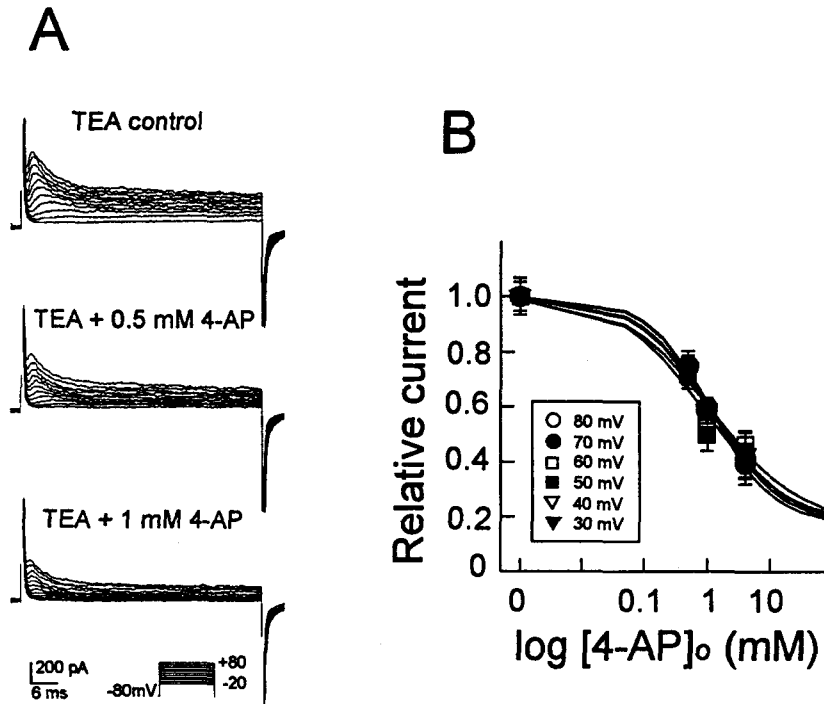 A
TEA control
TEA + 0.5 mM 4-AP
TEA + 1 mM 4-AP
200 pA
6 ms
-80mV
+80
-20
B
Relative current
1.0
0.8
0.6
0.4
0.2
0
80 mV
70 mV
60 mV
50 mV
40 mV
30 mV
0
0.1
1
10
log [4-AP]o (mM)